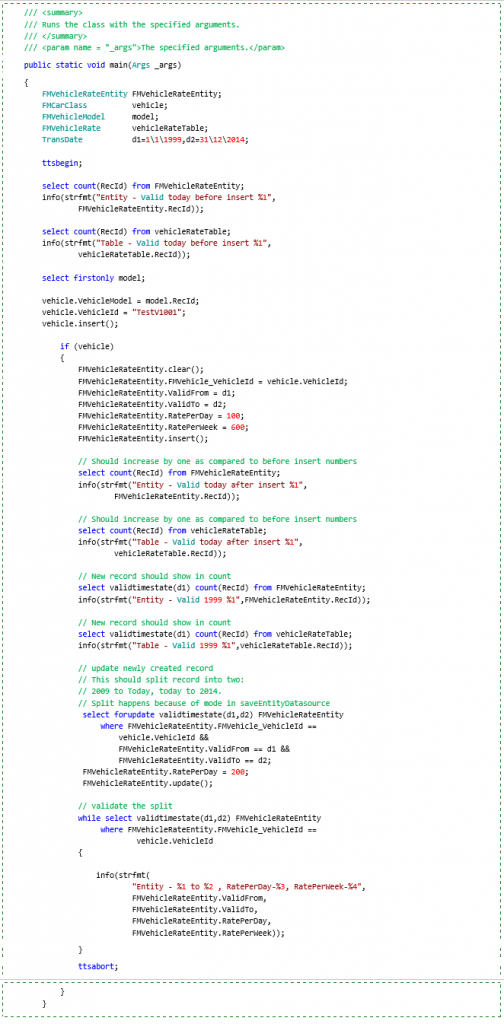 /// <summary>
/// Runs the class with the specified arguments.
/// </summary>
/// <param name = "_args">The specified arguments.</param>
public static void main(Args _args)
{
FMVehicleRateEntity FMVehicleRateEntity;
FMCarClass vehicle;
FMVehicleModel model;
FMVehicleRate vehicleRateTable;
TransDate d1=1\1\1999,d2=31\12\2014;
ttsbegin;
select count(RecId) from FMVehicleRateEntity;
info(strfmt("Entity - Valid today before insert %1",
FMVehicleRateEntity.RecId));
select count(RecId) from vehicleRateTable;
info(strfmt("Table - Valid today before insert %1",
vehicleRateTable.RecId));
select firstonly model;
vehicle.VehicleModel = model.RecId;
vehicle.VehicleId = "TestV1001";
vehicle.insert();
if (vehicle)
{
FMVehicleRateEntity.clear();
FMVehicleRateEntity.FMVehicle_VehicleId = vehicle.VehicleId;
FMVehicleRateEntity.ValidFrom = d1;
FMVehicleRateEntity.ValidTo = d2;
FMVehicleRateEntity.RatePerDay = 100;
FMVehicleRateEntity.RatePerWeek = 600;
FMVehicleRateEntity.insert();
// Should increase by one as compared to before insert numbers
select count(RecId) from FMVehicleRateEntity;
info(strfmt("Entity - Valid today after insert %1",
FMVehicleRateEntity.RecId));
// Should increase by one as compared to before insert numbers
select count(RecId) from vehicleRateTable;
info(strfmt("Table - Valid today after insert %1",
vehicleRateTable.RecId));
// New record should show in count
select validtimestate(d1) count(RecId) from FMVehicleRateEntity;
info(strfmt("Entity - Valid 1999 %1",FMVehicleRateEntity.RecId));
// New record should show in count
select validtimestate(d1) count(RecId) from vehicleRateTable;
info(strfmt("Table - Valid 1999 %1",vehicleRateTable.RecId));
// update newly created record
// This should split record into two:
// 2009 to Today, today to 2014.
// Split happens because of mode in saveEntityDatasource
select forupdate validtimestate(d1,d2) FMVehicleRateEntity
where FMVehicleRateEntity.FMVehicle_VehicleId ==
vehicle.VehicleId &&
FMVehicleRateEntity.ValidFrom == d1 &&
FMVehicleRateEntity.ValidTo == d2;
FMVehicleRateEntity.RatePerDay = 200;
FMVehicleRateEntity.update();
// validate the split
while select validtimestate(d1,d2) FMVehicleRateEntity
where FMVehicleRateEntity.FMVehicle_VehicleId ==
vehicle.VehicleId
{
info(strfmt(
"Entity - %1 to %2 , RatePerDay-%3, RatePerWeek-%4",
FMVehicleRateEntity.ValidFrom,
FMVehicleRateEntity.ValidTo,
FMVehicleRateEntity.RatePerDay,
FMVehicleRateEntity.RatePerWeek));
}
ttsabort;
}
}